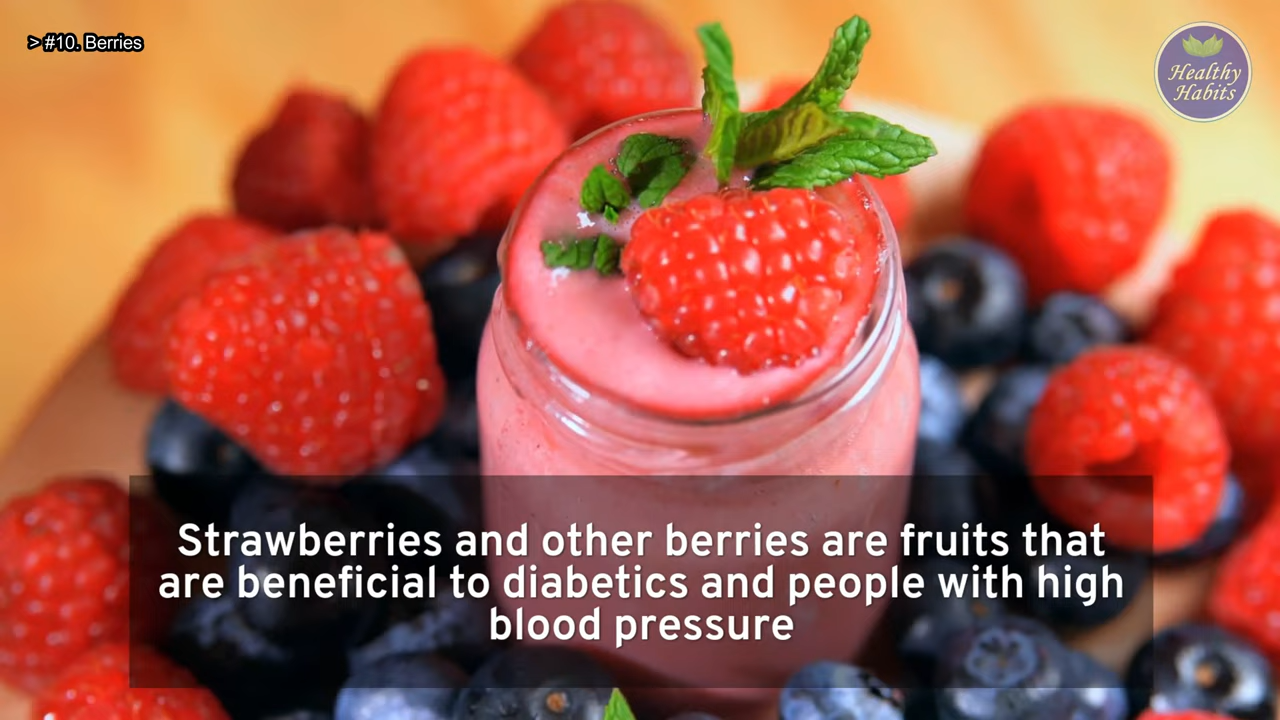 > #10. Berries
Healthy
Habits
Strawberries and other berries are fruits that
are beneficial to diabetics and people with high
blood pressure